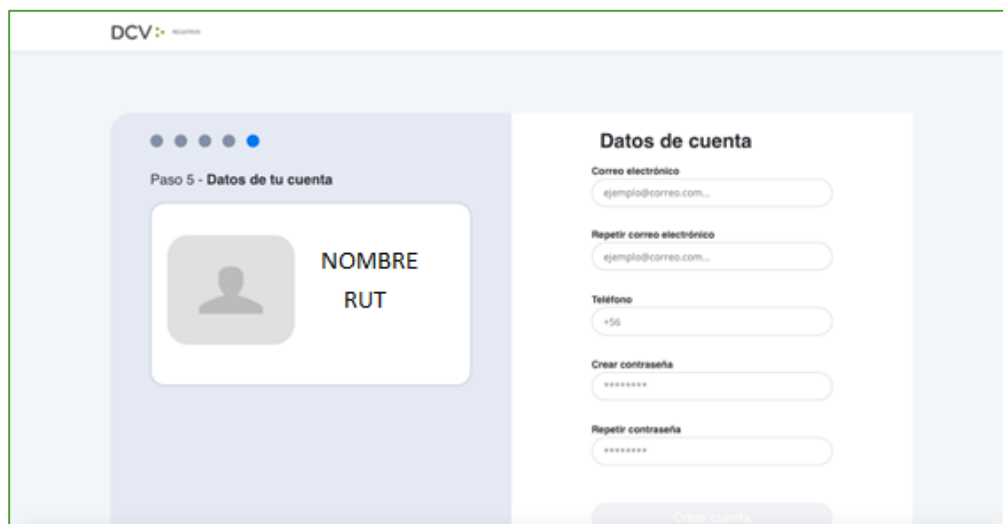 DCV REGISTROS
Paso 5 - Datos de tu cuenta
NOMBRE
RUT
Datos de cuenta
Correo electrónico
ejemplo@correo.com...
Repetir correo electrónico
ejemplo@correo.com...
Teléfono
+56
Crear contraseña
********
Repetir contraseña
********
Crear cuenta